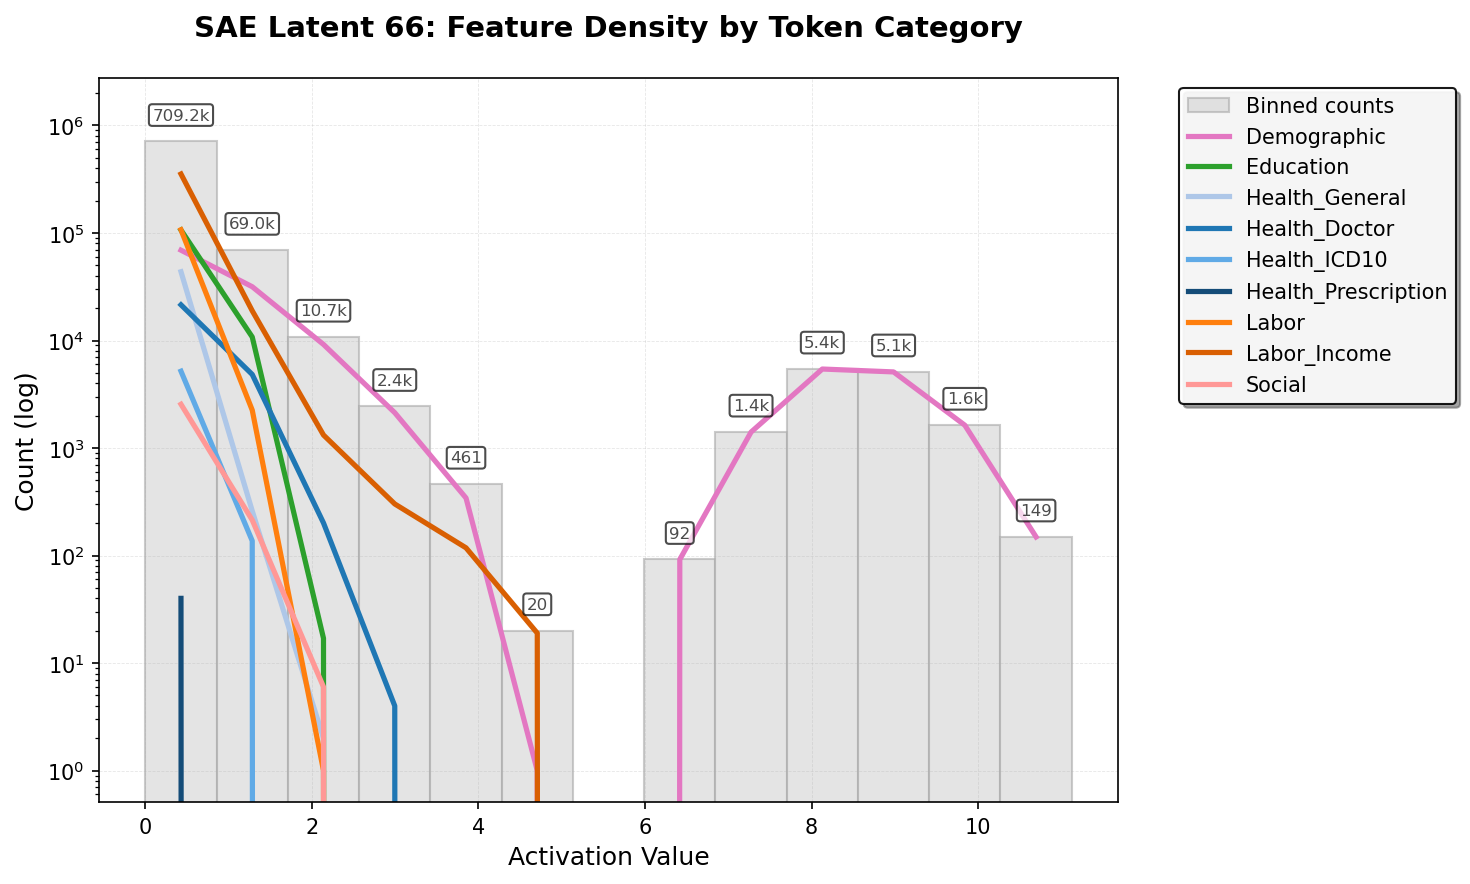 SAE Latent 66: Feature Density by Token Category
Count (log)
10⁶
10⁵
10⁴
10³
10²
10¹
10⁰
709.2k
69.0k
10.7k
2.4k
461
20
92
1.4k
5.4k
5.1k
1.6k
149
0
2
4
6
8
10
Activation Value
Binned counts
Demographic
Education
Health_General
Health_Doctor
Health_ICD10
Health_Prescription
Labor
Labor_Income
Social